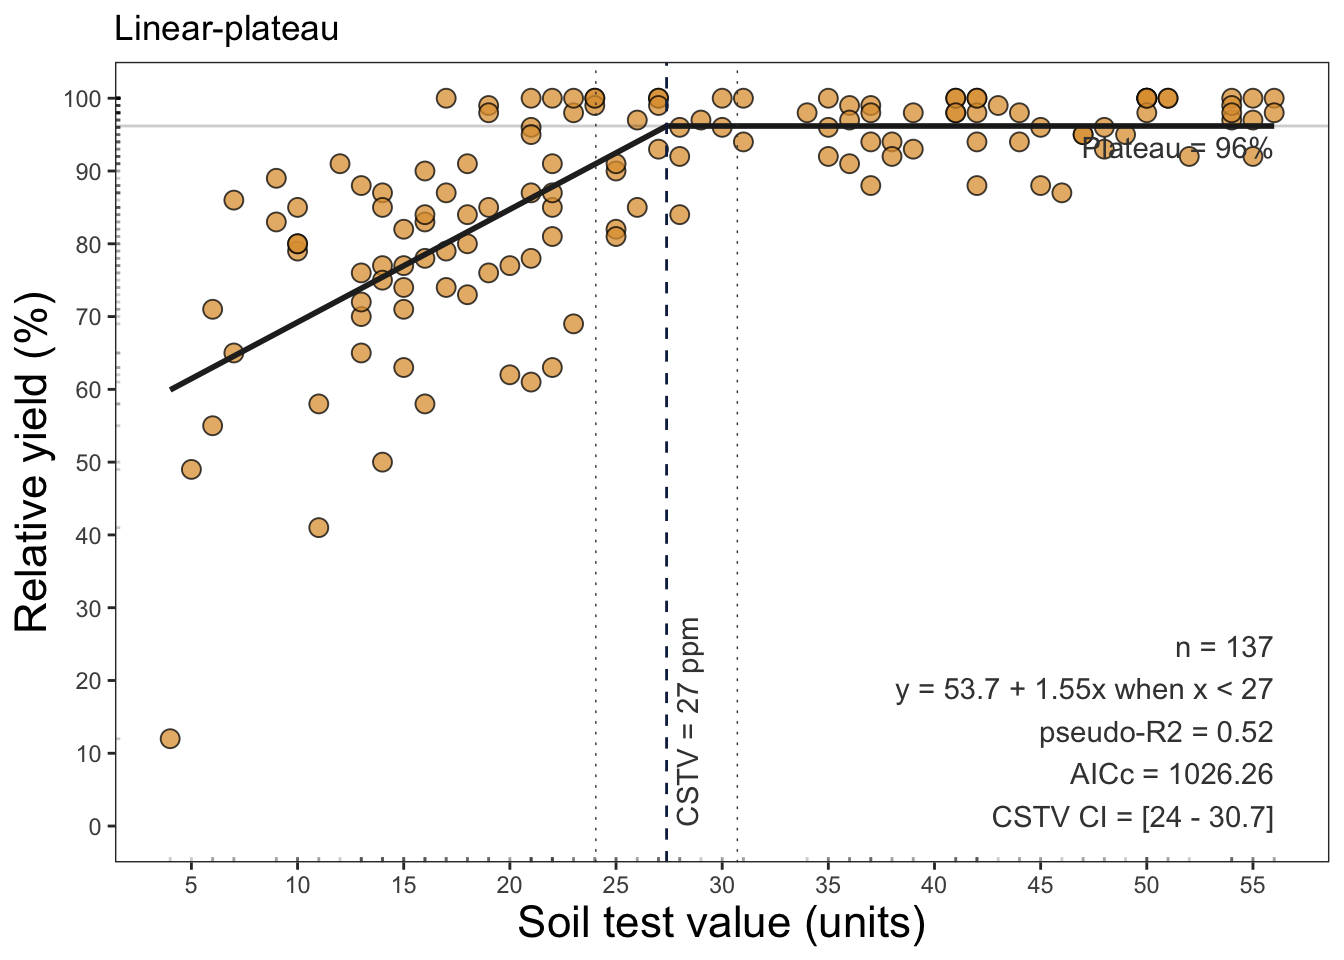 Linear-plateau
Relative yield (%)
100
90
80
70
60
50
40
30
20
10
0
Plateau = 96%
CSTV = 27 ppm
n = 137
y = 53.7 + 1.55x when x < 27
pseudo-R2 = 0.52
AICc = 1026.26
CSTV CI = [24 - 30.7]
5 10 15 20 25 30 35 40 45 50 55
Soil test value (units)